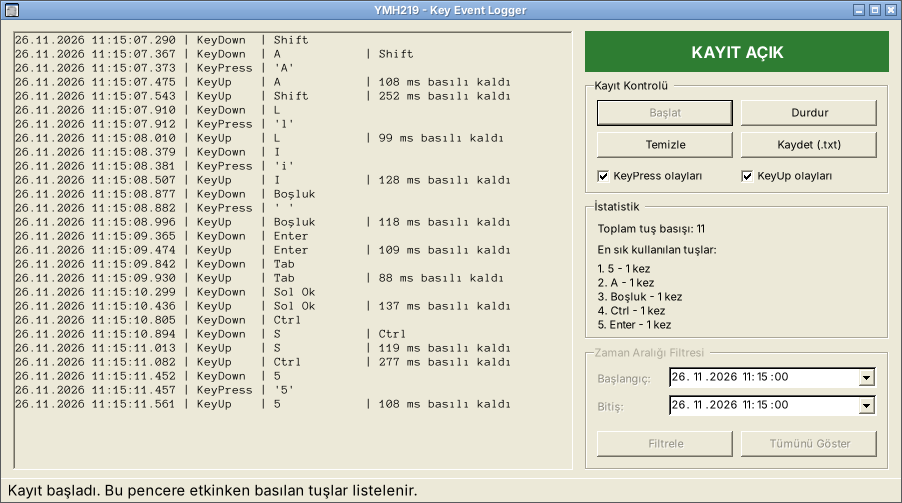 YMH219 - Key Event Logger
26.11.2026 11:15:07.290 | KeyDown | Shift
26.11.2026 11:15:07.367 | KeyDown | A | Shift
26.11.2026 11:15:07.373 | KeyPress | 'A'
26.11.2026 11:15:07.475 | KeyUp | A | 108 ms basılı kaldı
26.11.2026 11:15:07.543 | KeyUp | Shift | 252 ms basılı kaldı
26.11.2026 11:15:07.910 | KeyDown | L
26.11.2026 11:15:07.912 | KeyPress | 'l'
26.11.2026 11:15:08.010 | KeyUp | L | 99 ms basılı kaldı
26.11.2026 11:15:08.379 | KeyDown | I
26.11.2026 11:15:08.381 | KeyPress | 'i'
26.11.2026 11:15:08.507 | KeyUp | I | 128 ms basılı kaldı
26.11.2026 11:15:08.877 | KeyDown | Boşluk
26.11.2026 11:15:08.882 | KeyPress | ' '
26.11.2026 11:15:08.996 | KeyUp | Boşluk | 118 ms basılı kaldı
26.11.2026 11:15:09.365 | KeyDown | Enter
26.11.2026 11:15:09.474 | KeyUp | Enter | 109 ms basılı kaldı
26.11.2026 11:15:09.842 | KeyDown | Tab
26.11.2026 11:15:09.930 | KeyUp | Tab | 88 ms basılı kaldı
26.11.2026 11:15:10.299 | KeyDown | Sol Ok
26.11.2026 11:15:10.436 | KeyUp | Sol Ok | 137 ms basılı kaldı
26.11.2026 11:15:10.805 | KeyDown | Ctrl
26.11.2026 11:15:10.894 | KeyDown | S | Ctrl
26.11.2026 11:15:11.013 | KeyUp | S | 119 ms basılı kaldı
26.11.2026 11:15:11.082 | KeyUp | Ctrl | 277 ms basılı kaldı
26.11.2026 11:15:11.452 | KeyDown | 5
26.11.2026 11:15:11.457 | KeyPress | '5'
26.11.2026 11:15:11.561 | KeyUp | 5 | 108 ms basılı kaldı
KAYIT AÇIK
Kayıt Kontrolü
Başlat Durdur
Temizle Kaydet (.txt)
KeyPress olayları KeyUp olayları
İstatistik
Toplam tuş basışı: 11
En sık kullanılan tuşlar:
1. 5 - 1 kez
2. A - 1 kez
3. Boşluk - 1 kez
4. Ctrl - 1 kez
5. Enter - 1 kez
Zaman Aralığı Filtresi
Başlangıç: 26.11.2026 11:15:00
Bitiş: 26.11.2026 11:15:00
Filtrele Tümünü Göster
Kayıt başladı. Bu pencere etkinken basılan tuşlar listelenir.